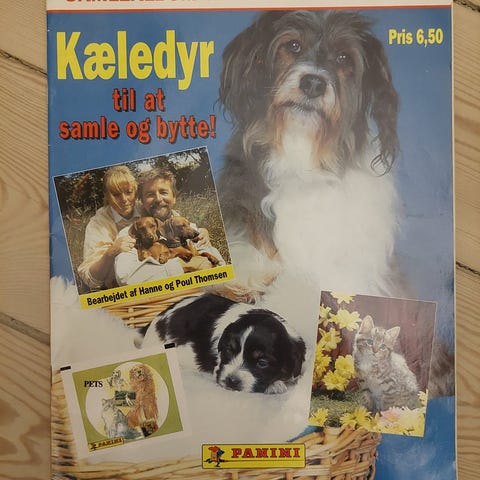 Pris 6,50
Kæledyr
til at
samle og bytte!
Bearbejdet af Hanne og Poul Thomsen
PETS
PANINI
PANINI